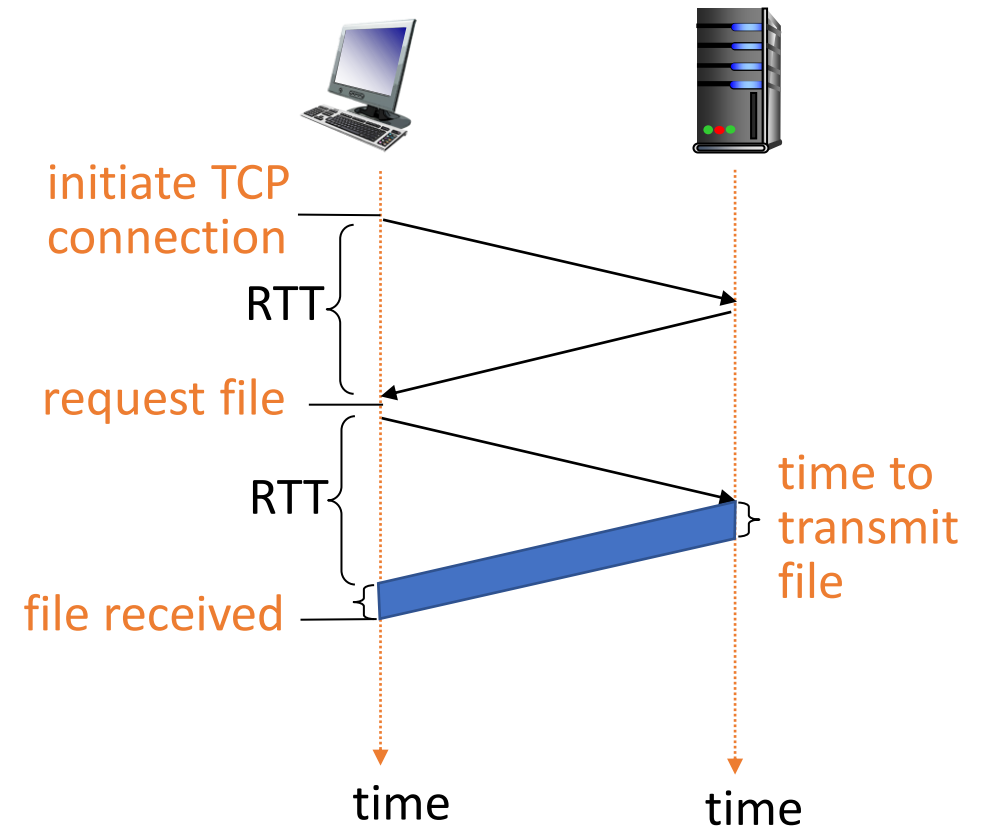 initiate TCP
connection
RTT
request file
RTT
time to
transmit
file
file received
time
time